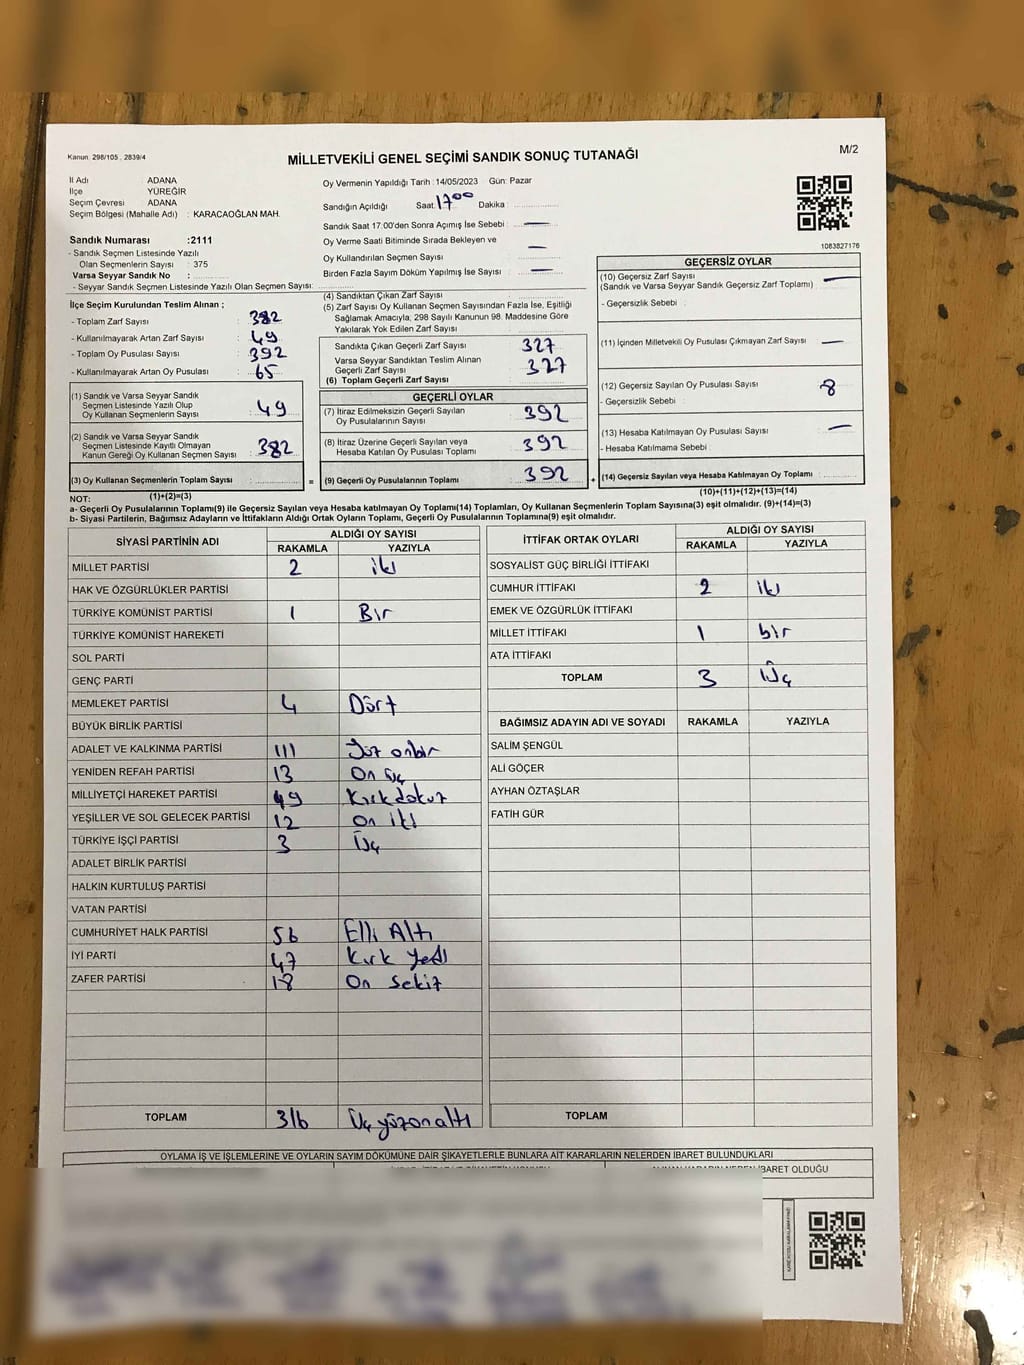 Kanun. 298/105 . 2839/4
MİLLETVEKİLİ GENEL SEÇİMİ SANDIK SONUÇ TUTANAĞI
M/2
İl Adı : ADANA
İlçe YÜREĞİR
Seçim Çevresi : ADANA
Seçim Bölgesi (Mahalle Adı) : KARACAOĞLAN MAH.
Sandık Numarası :2111
- Sandık Seçmen Listesinde Yazılı
Olan Seçmenlerin Sayısı : 375
Varsa Seyyar Sandık No :
- Seyyar Sandık Seçmen Listesinde Yazılı Olan Seçmen Sayısı:
Oy Vermenin Yapıldığı Tarih :14/05/2023 Gün: Pazar
Sandığın Açıldığı Saat 17 00 Dakika :
Sandık Saat 17.00'den Sonra Açımış İse Sebebi : —
Oy Verme Saati Bitiminde Sırada Bekleyen ve
Oy Kullandırılan Seçmen Sayısı : —
Birden Fazla Sayım Döküm Yapılmış İse Sayısı : —
1083827176
İlçe Seçim Kurulundan Teslim Alınan ;
- Toplam Zarf Sayısı : 382
- Kullanılmayarak Artan Zarf Sayısı : 49
- Toplam Oy Pusulası Sayısı : 392
- Kullanılmayarak Artan Oy Pusulası : 65
(1) Sandık ve Varsa Seyyar Sandık
Seçmen Listesinde Yazılı Olup
Oy Kullanan Seçmenlerin Sayısı : 49
(2) Sandık ve Varsa Seyyar Sandık
Seçmen Listesinde Kayıtlı Olmayan
Kanun Gereği Oy Kullanan Seçmen Sayısı : 382
(3) Oy Kullanan Seçmenlerin Toplam Sayısı :
(1)+(2)=(3)
(4) Sandıktan Çıkan Zarf Sayısı :
(5) Zarf Sayısı Oy Kullanan Seçmen Sayısından Fazla İse, Eşitliği
Sağlamak Amacıyla, 298 Sayılı Kanunun 98. Maddesine Göre
Yakılarak Yok Edilen Zarf Sayısı :
Sandıkta Çıkan Geçerli Zarf Sayısı : 327
Varsa Seyyar Sandıktan Teslim Alınan
Geçerli Zarf Sayısı : 327
(6) Toplam Geçerli Zarf Sayısı :
GEÇERLİ OYLAR
(7) İtiraz Edilmeksizin Geçerli Sayılan
Oy Pusulalarının Sayısı : 392
(8) İtiraz Üzerine Geçerli Sayılan veya
Hesaba Katılan Oy Pusulası Toplamı : 392
= (9) Geçerli Oy Pusulalarının Toplamı : 392
GEÇERSİZ OYLAR
(10) Geçersiz Zarf Sayısı
(Sandık ve Varsa Seyyar Sandık Geçersiz Zarf Toplamı) : —
- Geçersizlik Sebebi :
(11) İçinden Milletvekili Oy Pusulası Çıkmayan Zarf Sayısı : —
(12) Geçersiz Sayılan Oy Pusulası Sayısı : 8
- Geçersizlik Sebebi :
(13) Hesaba Katılmayan Oy Pusulası Sayısı : —
- Hesaba Katılmama Sebebi :
+ (14) Geçersiz Sayılan veya Hesaba Katılmayan Oy Toplamı :
(10)+(11)+(12)+(13)=(14)
NOT:
a- Geçerli Oy Pusulalarının Toplamı(9) ile Geçersiz Sayılan veya Hesaba katılmayan Oy Toplamı(14) Toplamları, Oy Kullanan Seçmenlerin Toplam Sayısına(3) eşit olmalıdır. (9)+(14)=(3)
b- Siyasi Partilerin, Bağımsız Adayların ve İttifakların Aldığı Ortak Oyların Toplamı, Geçerli Oy Pusulalarının Toplamına(9) eşit olmalıdır.
SİYASİ PARTİNİN ADI
ALDIĞI OY SAYISI
RAKAMLA YAZIYLA
MİLLET PARTİSİ 2 iki
HAK VE ÖZGÜRLÜKLER PARTİSİ
TÜRKİYE KOMÜNİST PARTİSİ 1 Bir
TÜRKİYE KOMÜNİST HAREKETİ
SOL PARTİ
GENÇ PARTİ
MEMLEKET PARTİSİ 4 Dört
BÜYÜK BİRLİK PARTİSİ
ADALET VE KALKINMA PARTİSİ 111 Yüz onbir
YENİDEN REFAH PARTİSİ 13 On üç
MİLLİYETÇİ HAREKET PARTİSİ 49 Kırkdokuz
YEŞİLLER VE SOL GELECEK PARTİSİ 12 On iki
TÜRKİYE İŞÇİ PARTİSİ 3 Üç
ADALET BİRLİK PARTİSİ
HALKIN KURTULUŞ PARTİSİ
VATAN PARTİSİ
CUMHURİYET HALK PARTİSİ 56 Elli Altı
İYİ PARTİ 47 Kırk Yedi
ZAFER PARTİSİ 18 On Sekiz
TOPLAM 316 Üç yüzonaltı
İTTİFAK ORTAK OYLARI
ALDIĞI OY SAYISI
RAKAMLA YAZIYLA
SOSYALİST GÜÇ BİRLİĞİ İTTİFAKI
CUMHUR İTTİFAKI 2 iki
EMEK VE ÖZGÜRLÜK İTTİFAKI
MİLLET İTTİFAKI 1 bir
ATA İTTİFAKI
TOPLAM 3 Üç
BAĞIMSIZ ADAYIN ADI VE SOYADI RAKAMLA YAZIYLA
SALİM ŞENGÜL
ALİ GÖÇER
AYHAN ÖZTAŞLAR
FATİH GÜR
TOPLAM
OYLAMA İŞ VE İŞLEMLERİNE VE OYLARIN SAYIM DÖKÜMÜNE DAİR ŞİKAYETLERLE BUNLARA AİT KARARLARIN NELERDEN İBARET BULUNDUKLARI
İBARET OLDUĞU